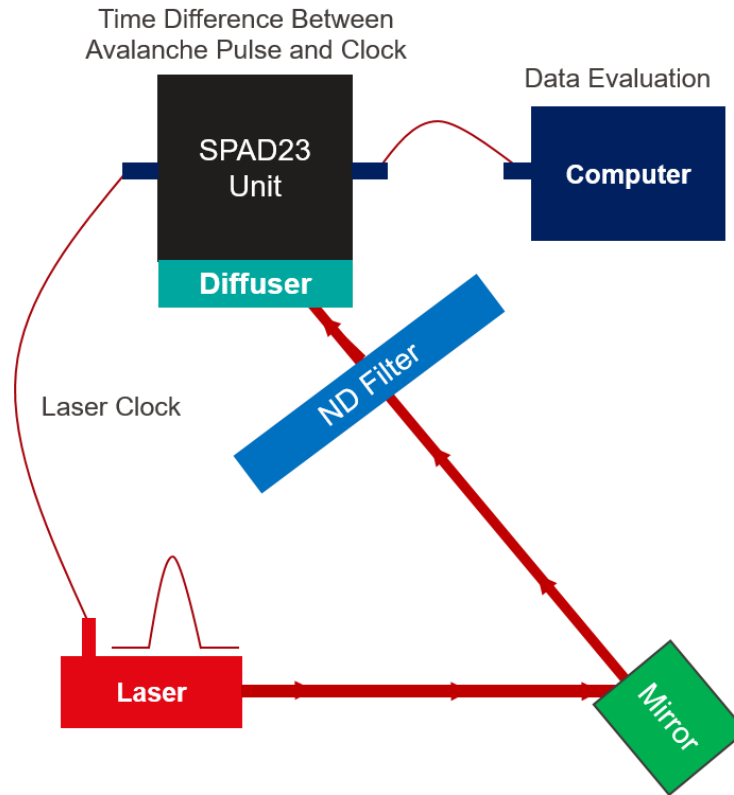 Time Difference Between
Avalanche Pulse and Clock
Data Evaluation
SPAD23
Unit
Computer
Diffuser
ND Filter
Laser Clock
Laser
Mirror